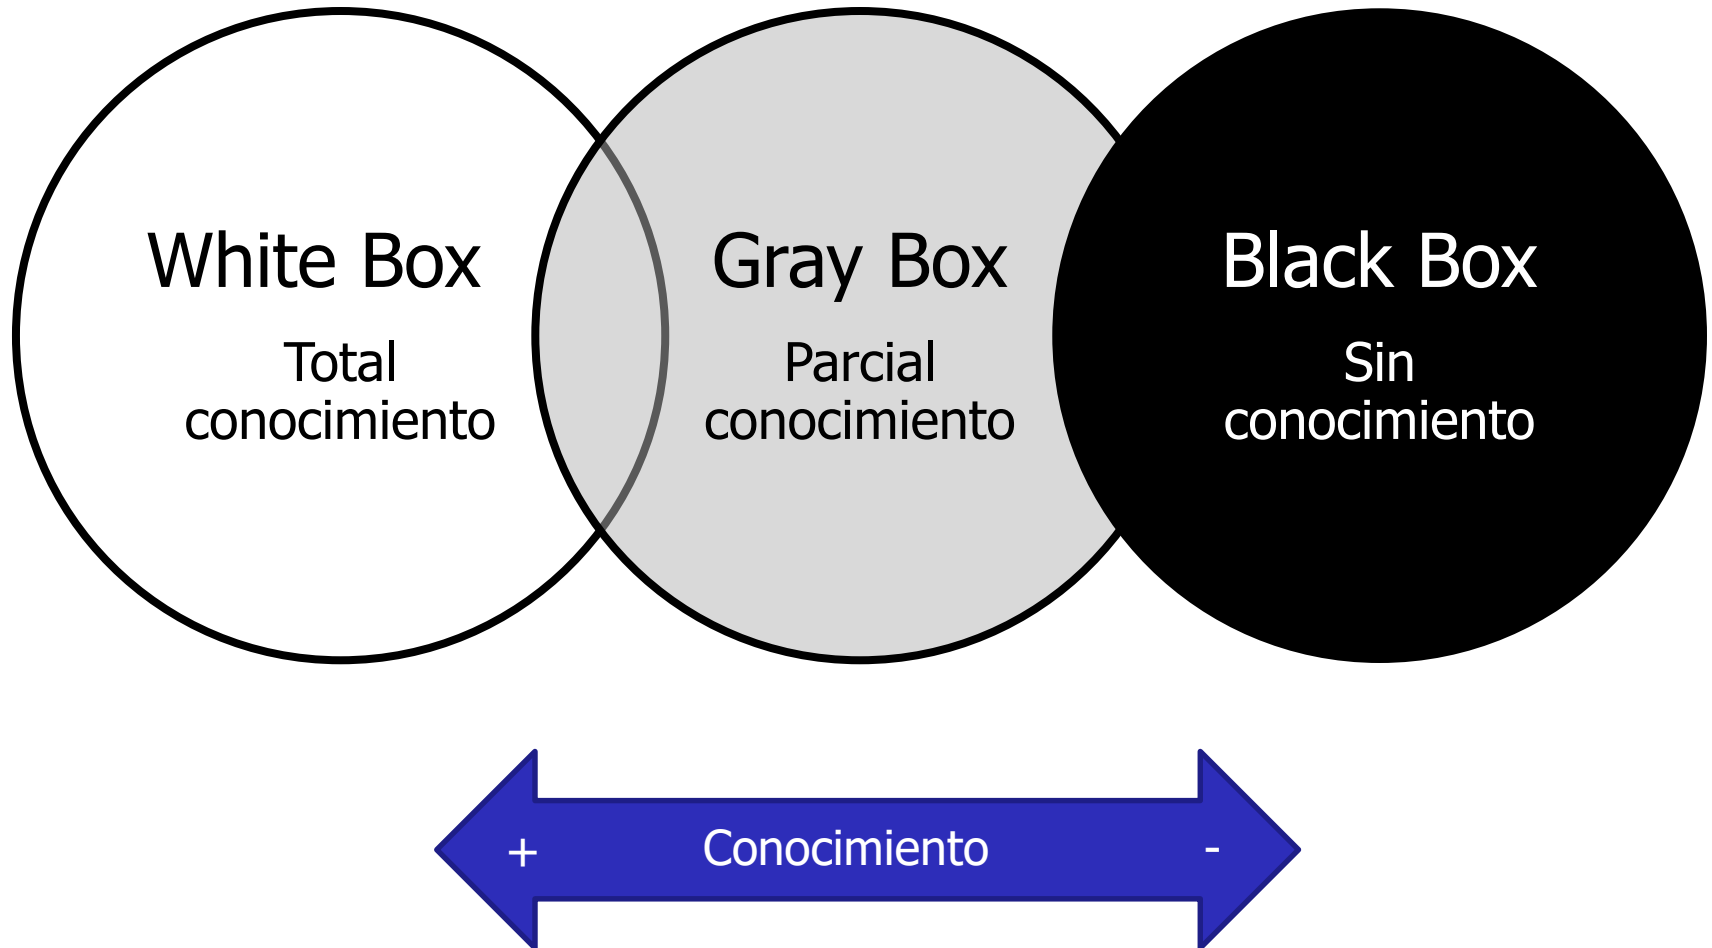 White Box
Total
conocimiento
Gray Box
Parcial
conocimiento
Black Box
Sin
conocimiento
+ Conocimiento -